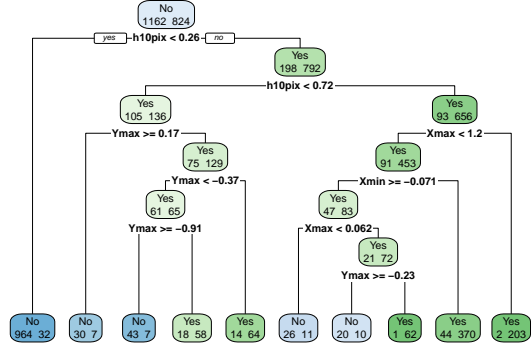 No
1162 824
yes h10pix < 0.26 no
Yes
198 792
h10pix < 0.72
Yes Yes
105 136 93 656
Ymax >= 0.17 Xmax < 1.2
Yes Yes
75 129 91 453
Ymax < −0.37 Xmin >= −0.071
Yes Yes
61 65 47 83
Ymax >= −0.91 Xmax < 0.062
Yes
21 72
Ymax >= −0.23
No No No Yes Yes No No Yes Yes Yes
964 32 30 7 43 7 18 58 14 64 26 11 20 10 1 62 44 370 2 203